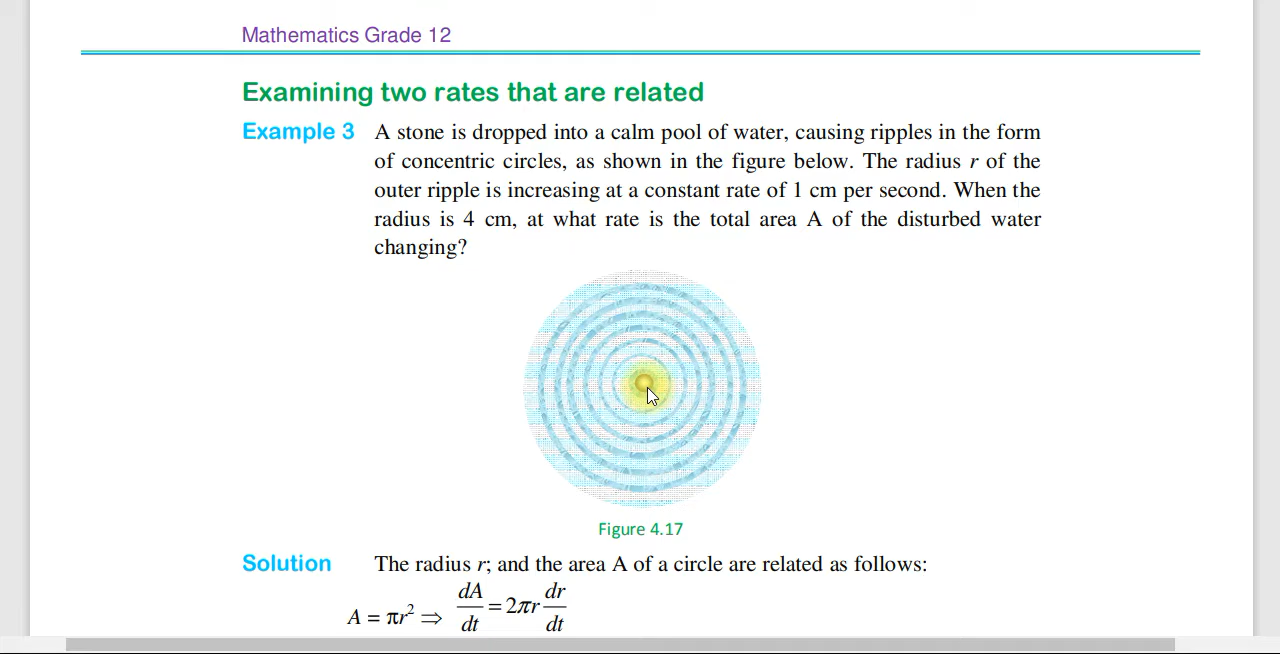 Mathematics Grade 12
Examining two rates that are related
Example 3 A stone is dropped into a calm pool of water, causing ripples in the form
of concentric circles, as shown in the figure below. The radius r of the
outer ripple is increasing at a constant rate of 1 cm per second. When the
radius is 4 cm, at what rate is the total area A of the disturbed water
changing?
Figure 4.17
Solution The radius r; and the area A of a circle are related as follows:
A = πr² ⇒ dA/dt = 2πr dr/dt